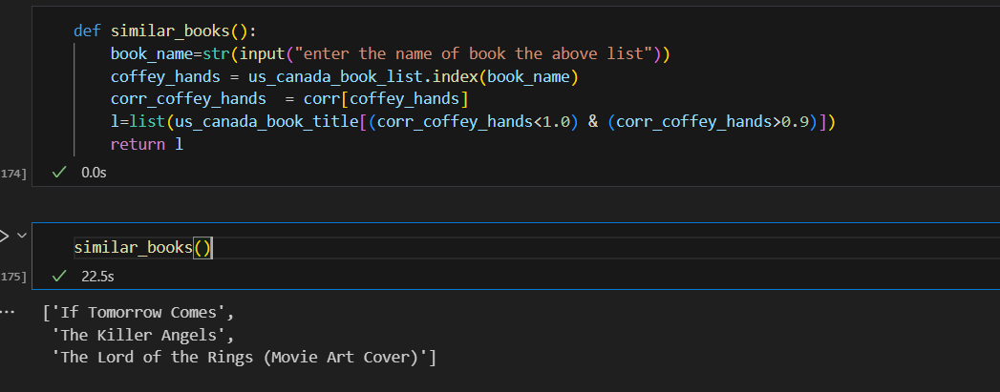 def similar_books():
book_name=str(input("enter the name of book the above list"))
coffey_hands = us_canada_book_list.index(book_name)
corr_coffey_hands  = corr[coffey_hands]
l=list(us_canada_book_title[(corr_coffey_hands<1.0) & (corr_coffey_hands>0.9)])
return l
174] ✓ 0.0s
similar_books()
175] ✓ 22.5s
... ['If Tomorrow Comes',
'The Killer Angels',
'The Lord of the Rings (Movie Art Cover)']